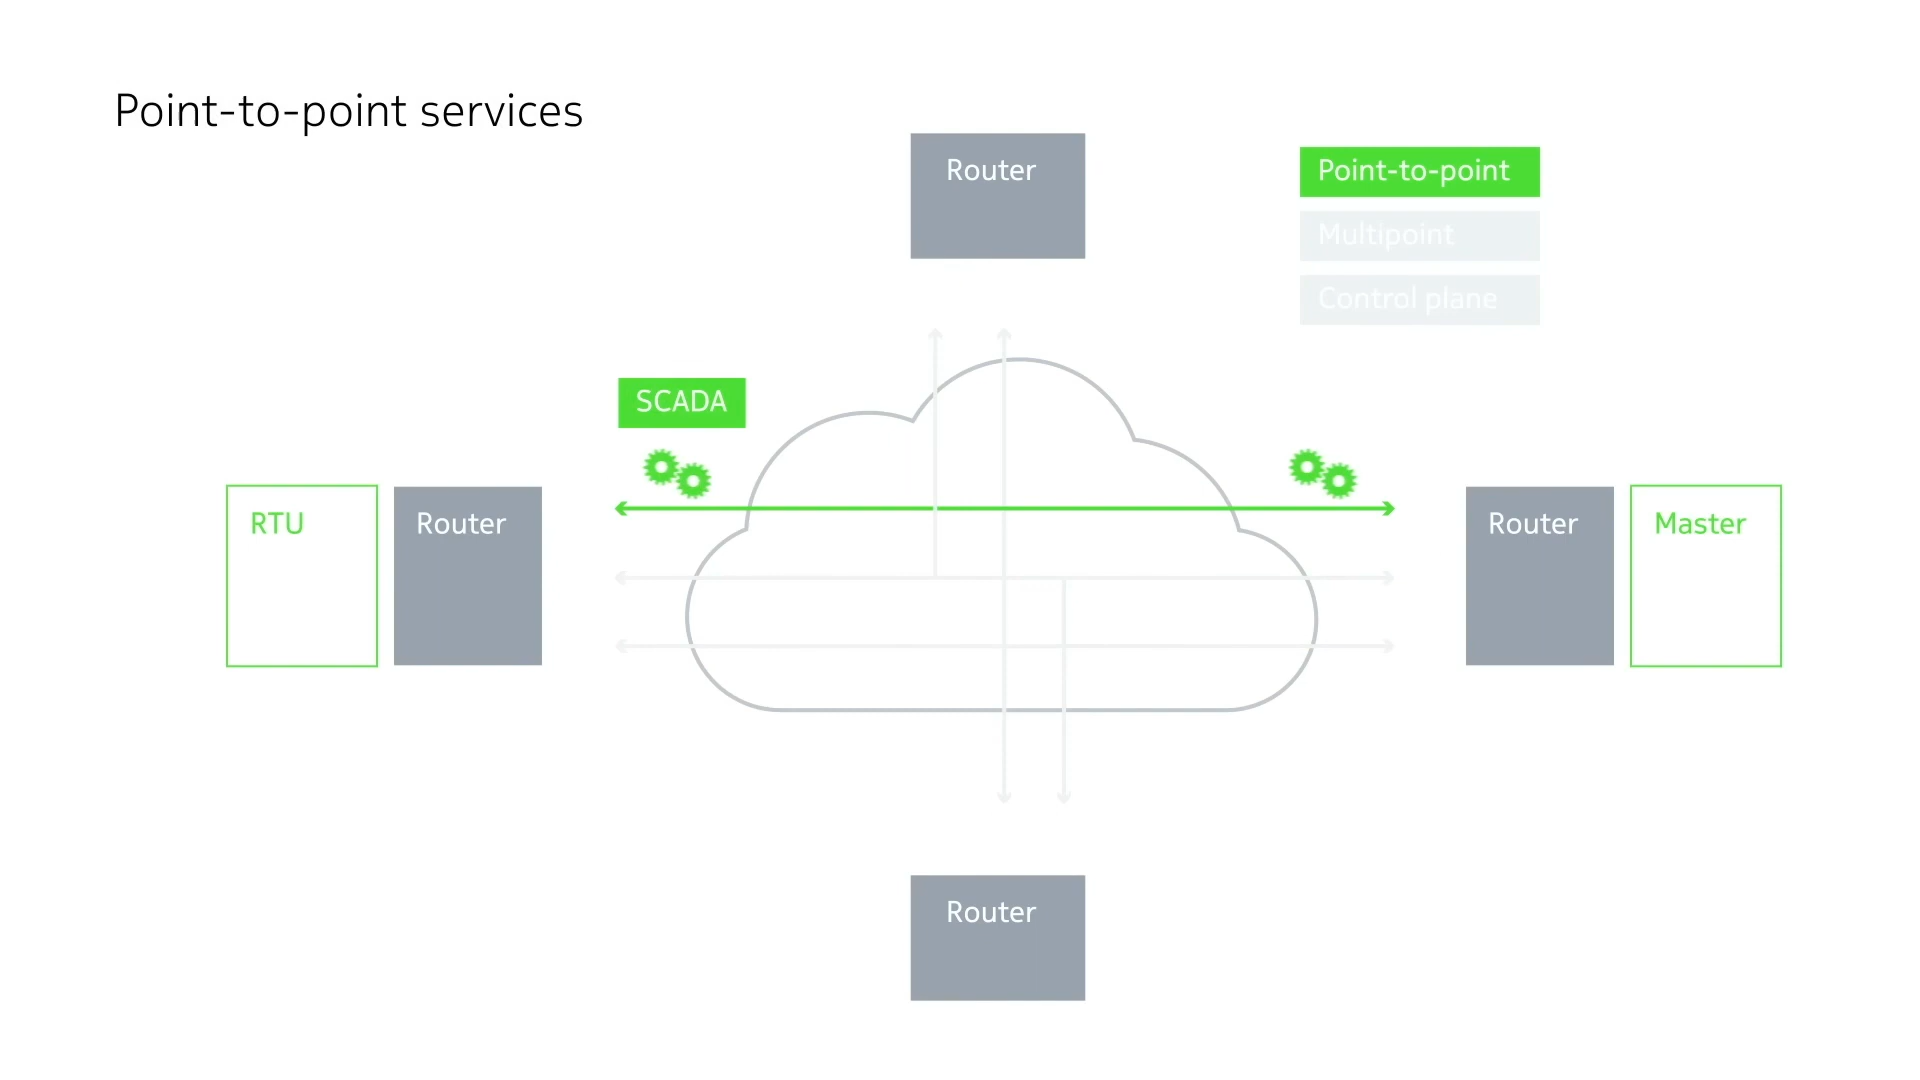 Point-to-point services
Router
Point-to-point
Multipoint
Control plane
SCADA
RTU
Router
Router
Master
Router